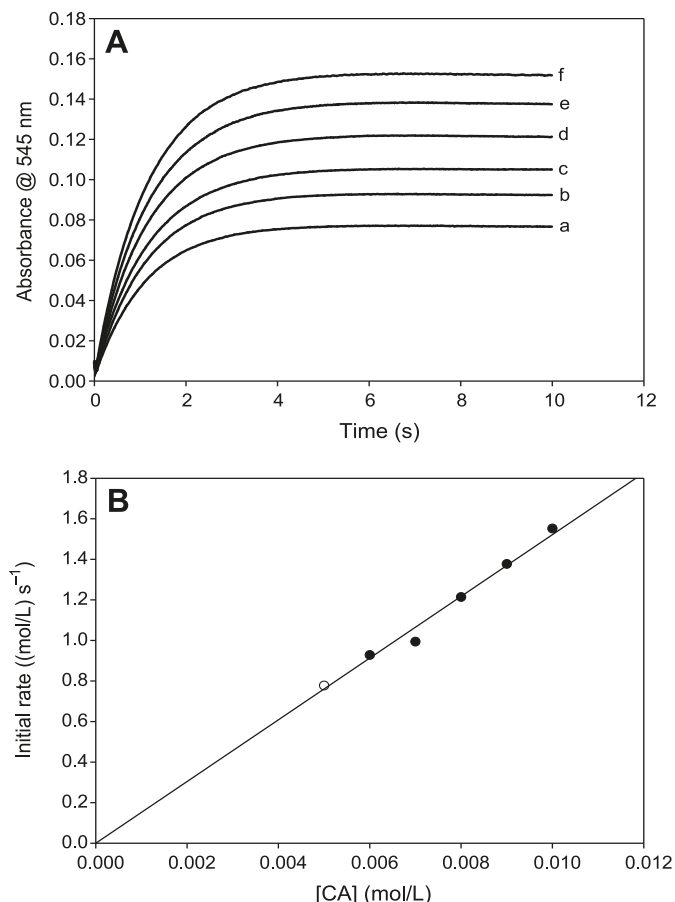 A
Absorbance @ 545 nm
0.18
0.16
0.14
0.12
0.10
0.08
0.06
0.04
0.02
0.00
f
e
d
c
b
a
0 2 4 6 8 10 12
Time (s)
B
Initial rate ((mol/L) s⁻¹)
1.8
1.6
1.4
1.2
1.0
0.8
0.6
0.4
0.2
0.0
0.000 0.002 0.004 0.006 0.008 0.010 0.012
[CA] (mol/L)